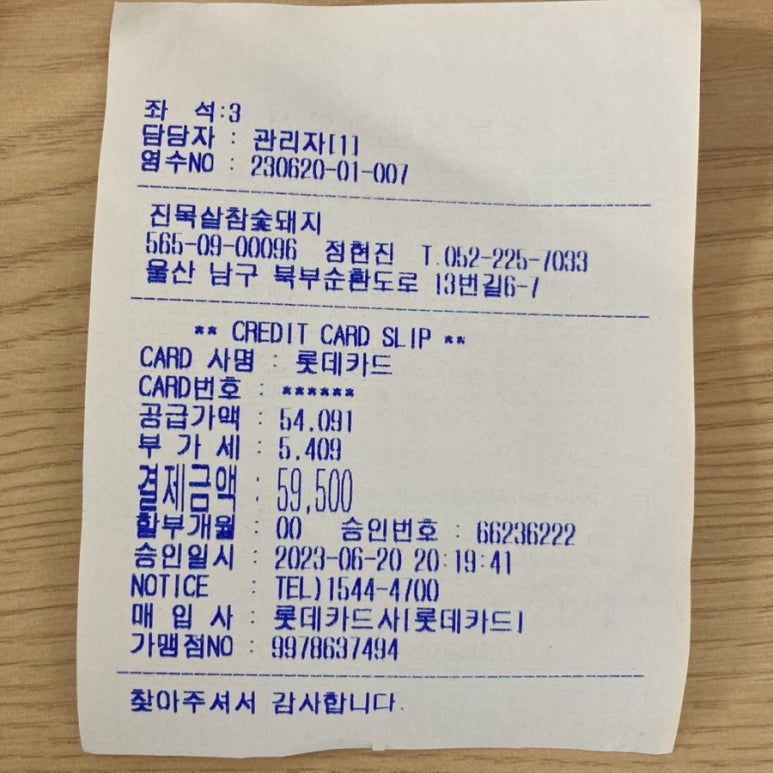 좌  석:3
담당자 : 관리자[1]
영수NO : 230620-01-007
진목살참숯돼지
565-09-00096  정현진  T.052-225-7033
울산 남구 북부순환도로 13번길6-7
** CREDIT CARD SLIP **
CARD 사명 : 롯데카드
CARD번호 : ******
공급가액 : 54,091
부 가 세 : 5,409
결제금액 : 59,500
할부개월 : 00  승인번호 : 66236222
승인일시 : 2023-06-20 20:19:41
NOTICE : TEL)1544-4700
매 입 사 : 롯데카드사[롯데카드]
가맹점NO : 9978637494
찾아주셔서 감사합니다.